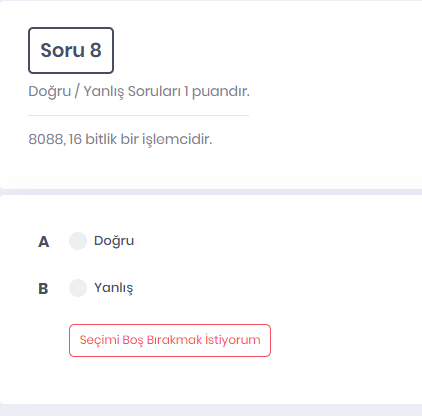 Soru 8
Doğru / Yanlış Soruları 1 puandır.
8088, 16 bitlik bir işlemcidir.
A Doğru
B Yanlış
Seçimi Boş Bırakmak İstiyorum